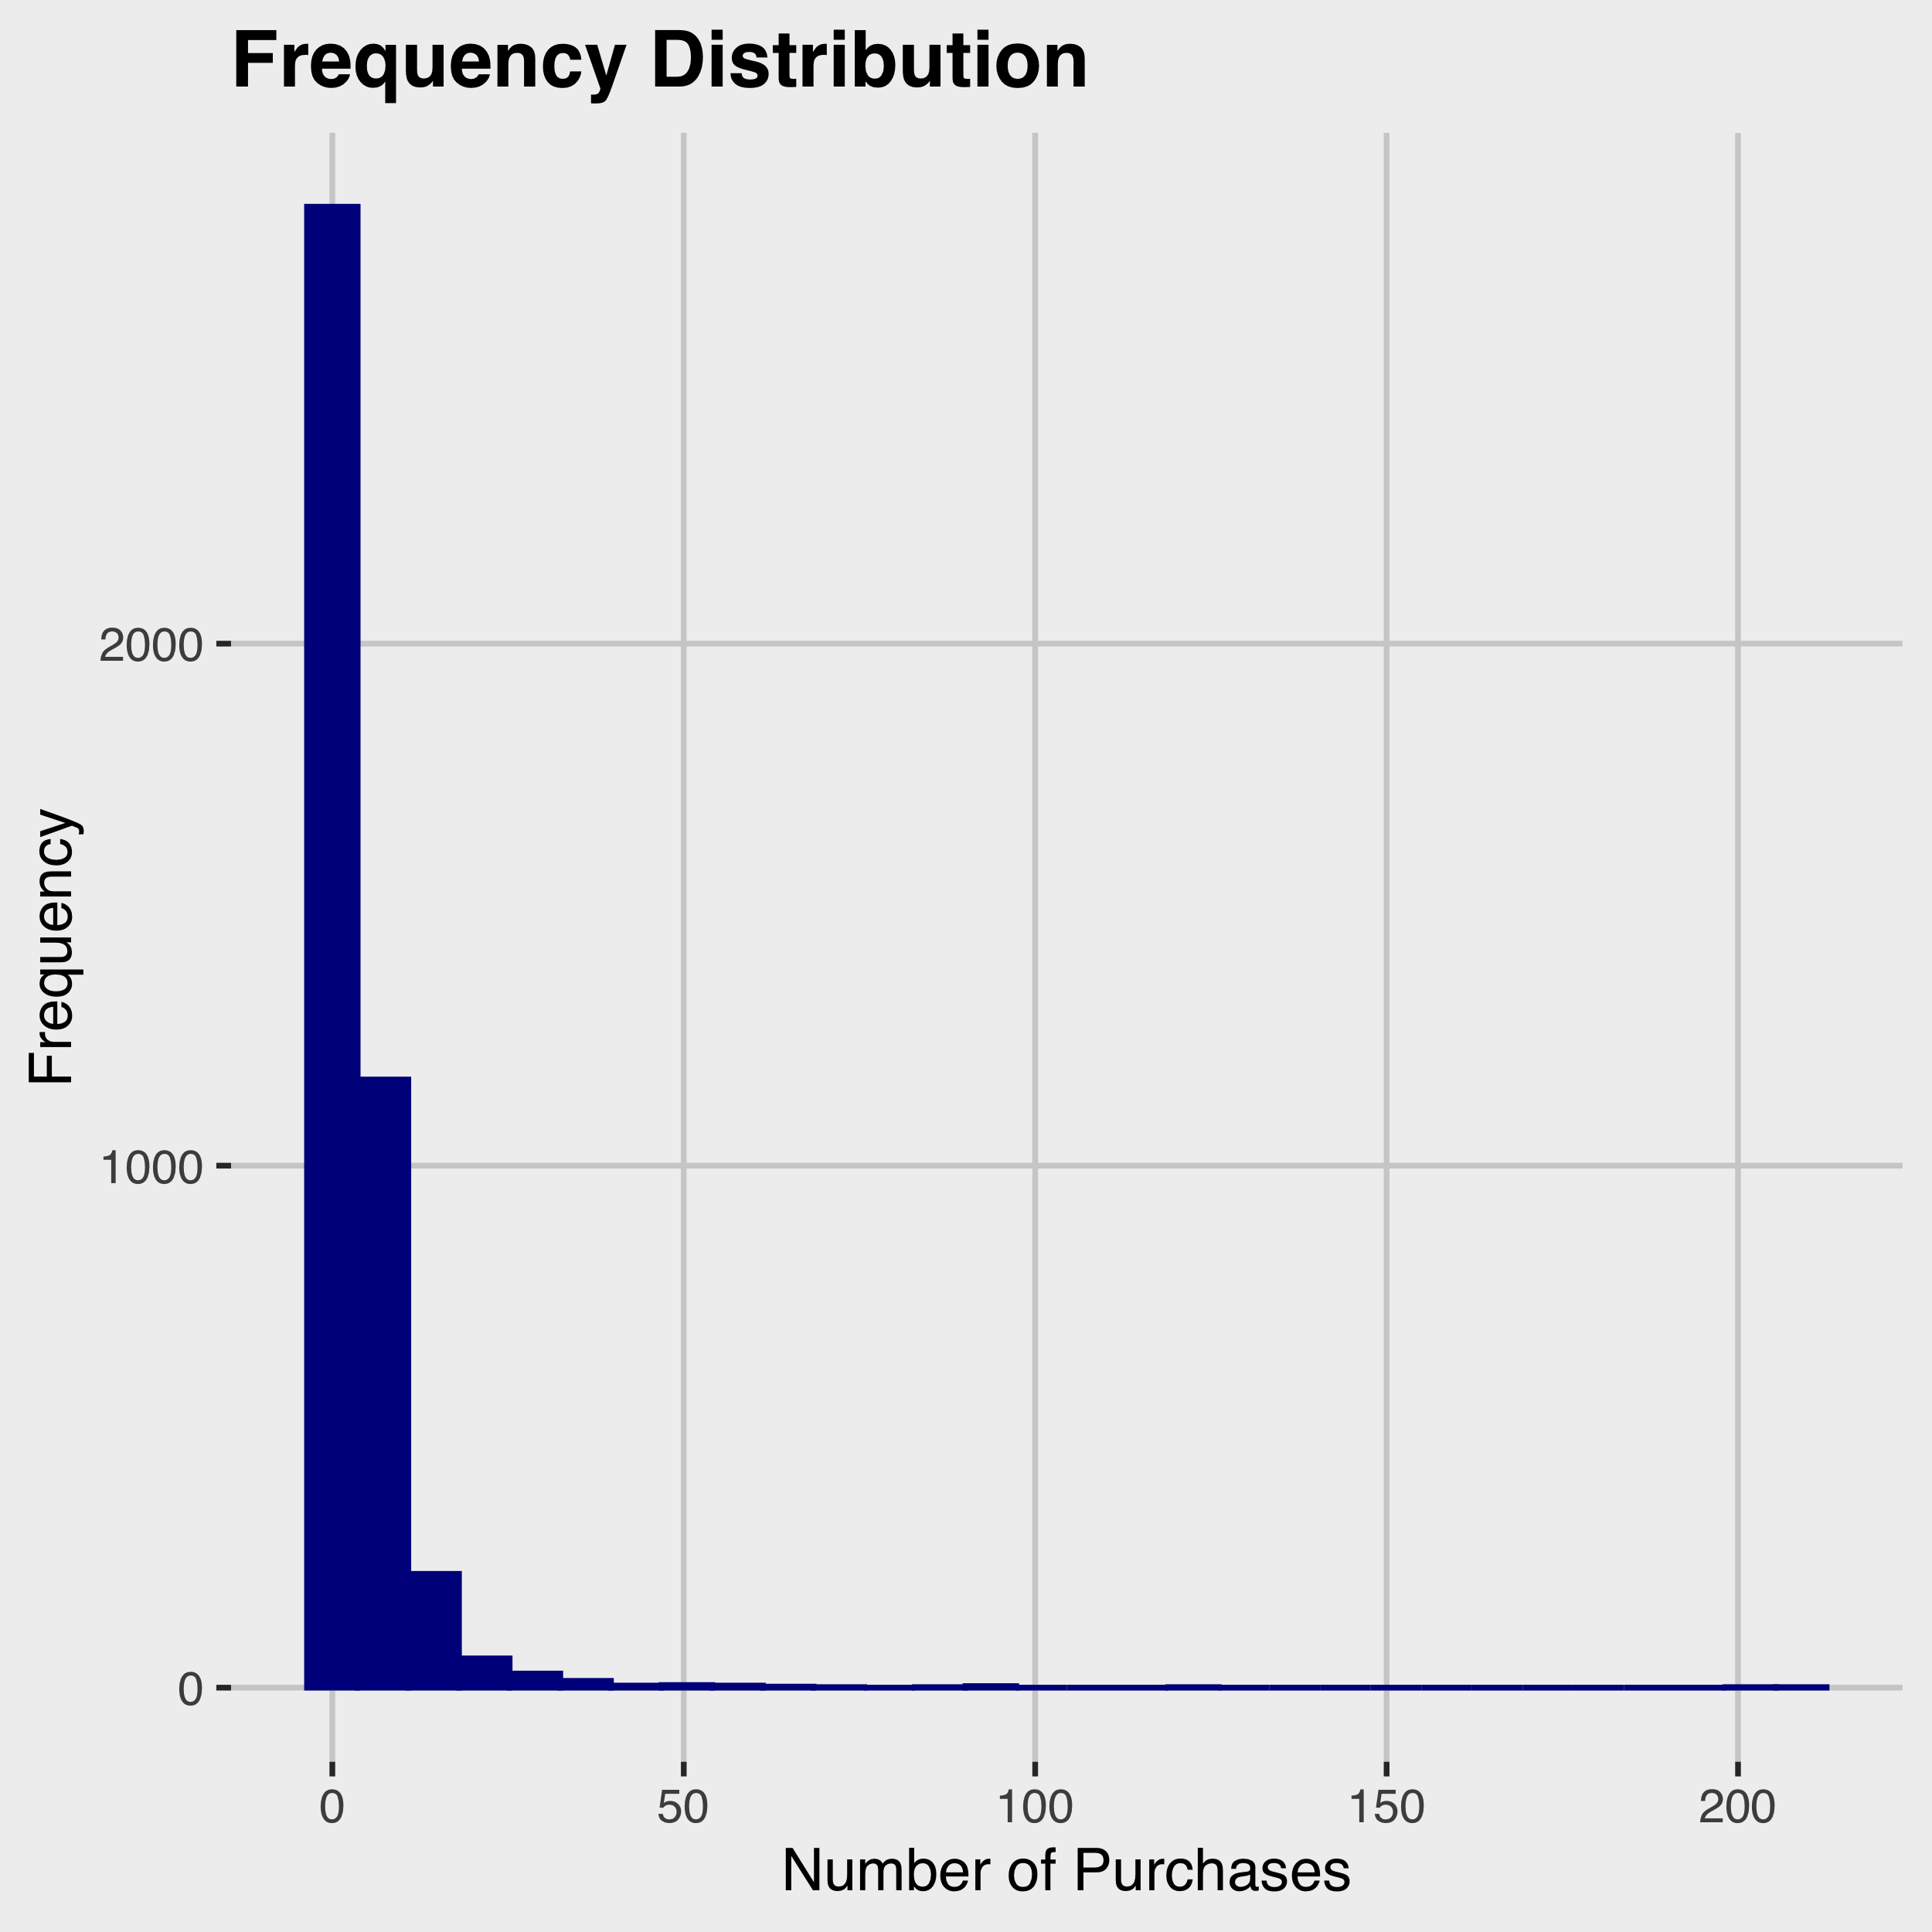 Frequency Distribution
Frequency
2000
1000
0
0 50 100 150 200
Number of Purchases